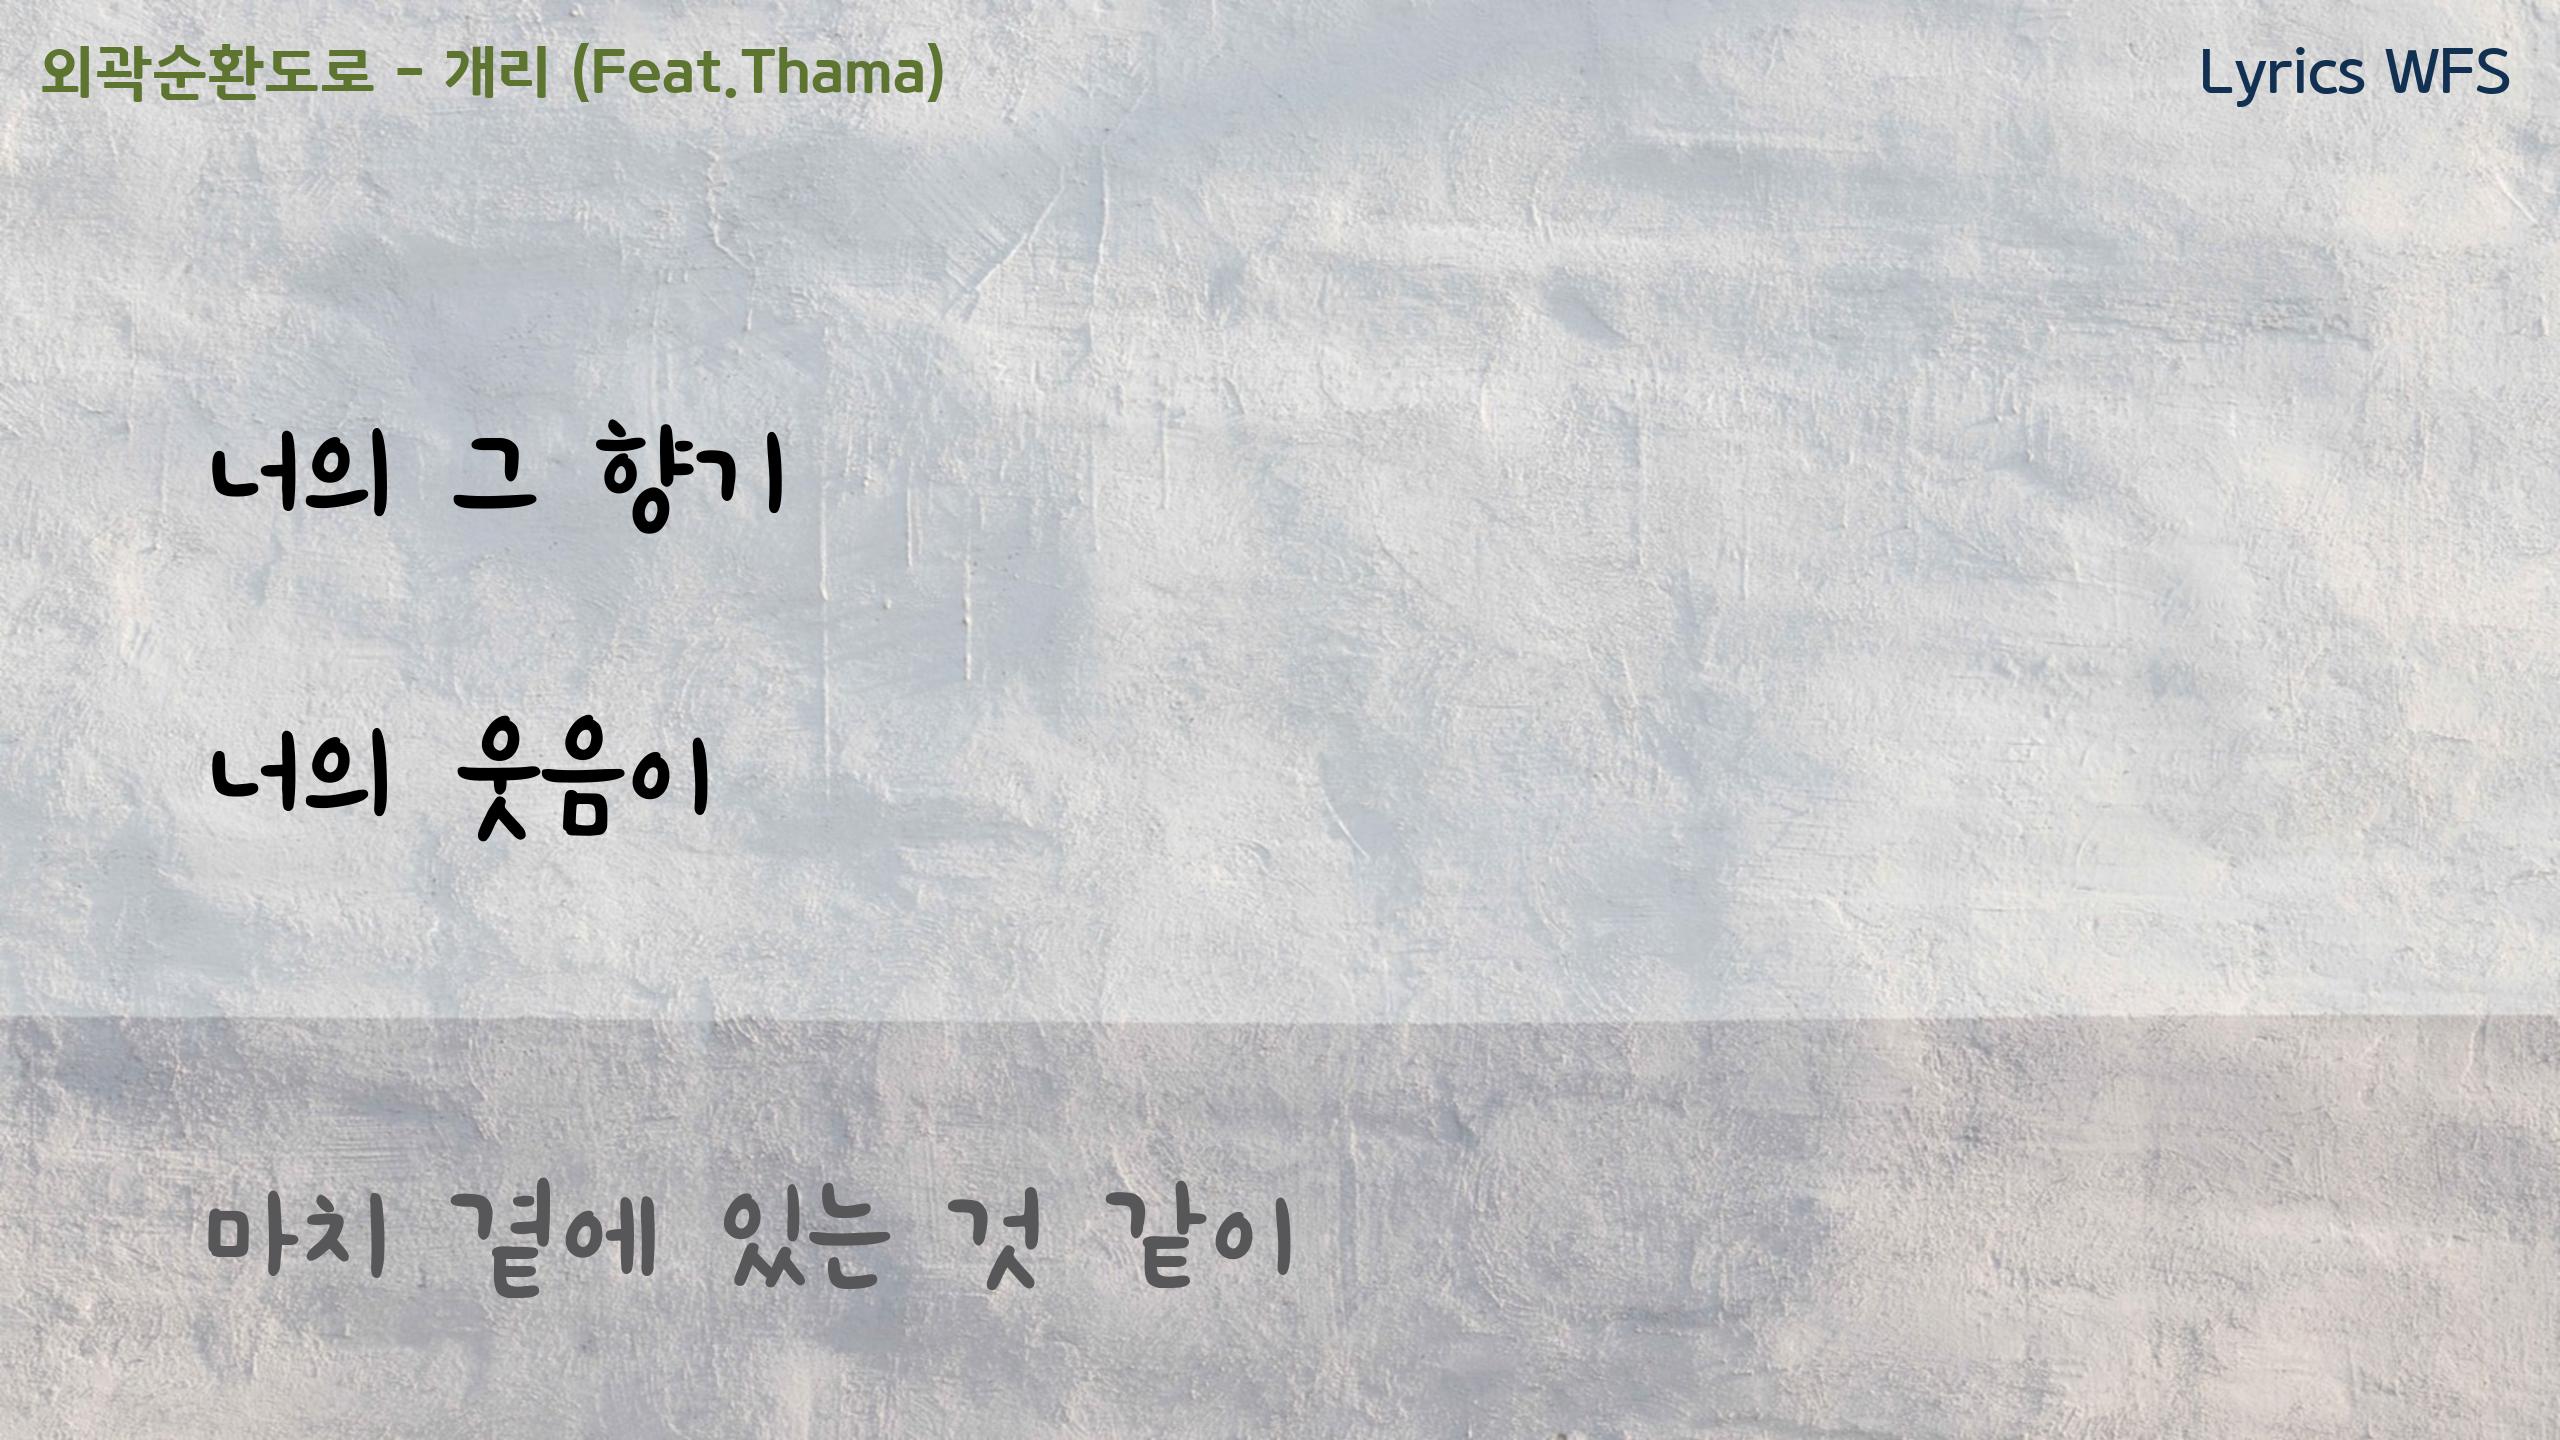 외곽순환도로 - 개리 (Feat.Thama)
Lyrics WFS
너의 그 향기
너의 웃음이
마치 곁에 있는 것 같이